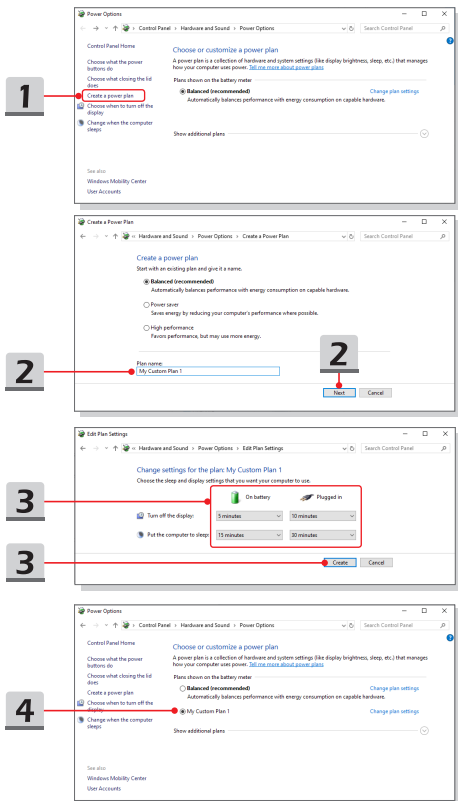 Power Options
Control Panel › Hardware and Sound › Power Options
Search Control Panel
Control Panel Home
Choose what the power
buttons do
Choose what closing the lid
does
Create a power plan
Choose when to turn off the
display
Change when the computer
sleeps
See also
Windows Mobility Center
User Accounts
Choose or customize a power plan
A power plan is a collection of hardware and system settings (like display brightness, sleep, etc.) that manages
how your computer uses power. Tell me more about power plans
Plans shown on the battery meter
Balanced (recommended)
Change plan settings
Automatically balances performance with energy consumption on capable hardware.
Show additional plans
1
Create a Power Plan
« Hardware and Sound › Power Options › Create a Power Plan
Search Control Panel
Create a power plan
Start with an existing plan and give it a name.
Balanced (recommended)
Automatically balances performance with energy consumption on capable hardware.
Power saver
Saves energy by reducing your computer's performance where possible.
High performance
Favors performance, but may use more energy.
Plan name:
My Custom Plan 1
2
2
Next
Cancel
Edit Plan Settings
« Hardware and Sound › Power Options › Edit Plan Settings
Search Control Panel
Change settings for the plan: My Custom Plan 1
Choose the sleep and display settings that you want your computer to use.
On battery
Plugged in
Turn off the display:
5 minutes
10 minutes
Put the computer to sleep:
15 minutes
30 minutes
3
3
Create
Cancel
Power Options
Control Panel › Hardware and Sound › Power Options
Search Control Panel
Control Panel Home
Choose what the power
buttons do
Choose what closing the lid
does
Create a power plan
Choose when to turn off the
display
Change when the computer
sleeps
See also
Windows Mobility Center
User Accounts
Choose or customize a power plan
A power plan is a collection of hardware and system settings (like display brightness, sleep, etc.) that manages
how your computer uses power. Tell me more about power plans
Plans shown on the battery meter
Balanced (recommended)
Change plan settings
Automatically balances performance with energy consumption on capable hardware.
My Custom Plan 1
Change plan settings
Show additional plans
4